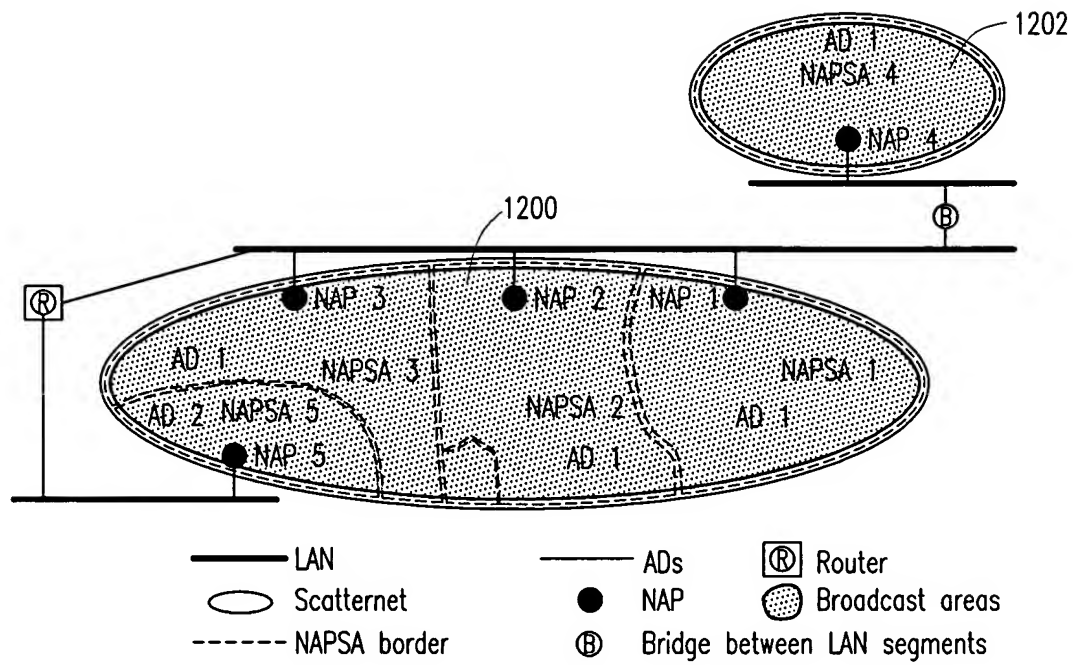 1202
AD 1
NAPSA 4
NAP 4
B
1200
R
NAP 3
NAP 2
NAP 1
AD 1
NAPSA 3
NAPSA 1
AD 2
NAPSA 5
NAPSA 2
AD 1
NAP 5
AD 1
LAN
ADs
R Router
Scatternet
NAP
Broadcast areas
NAPSA border
B Bridge between LAN segments